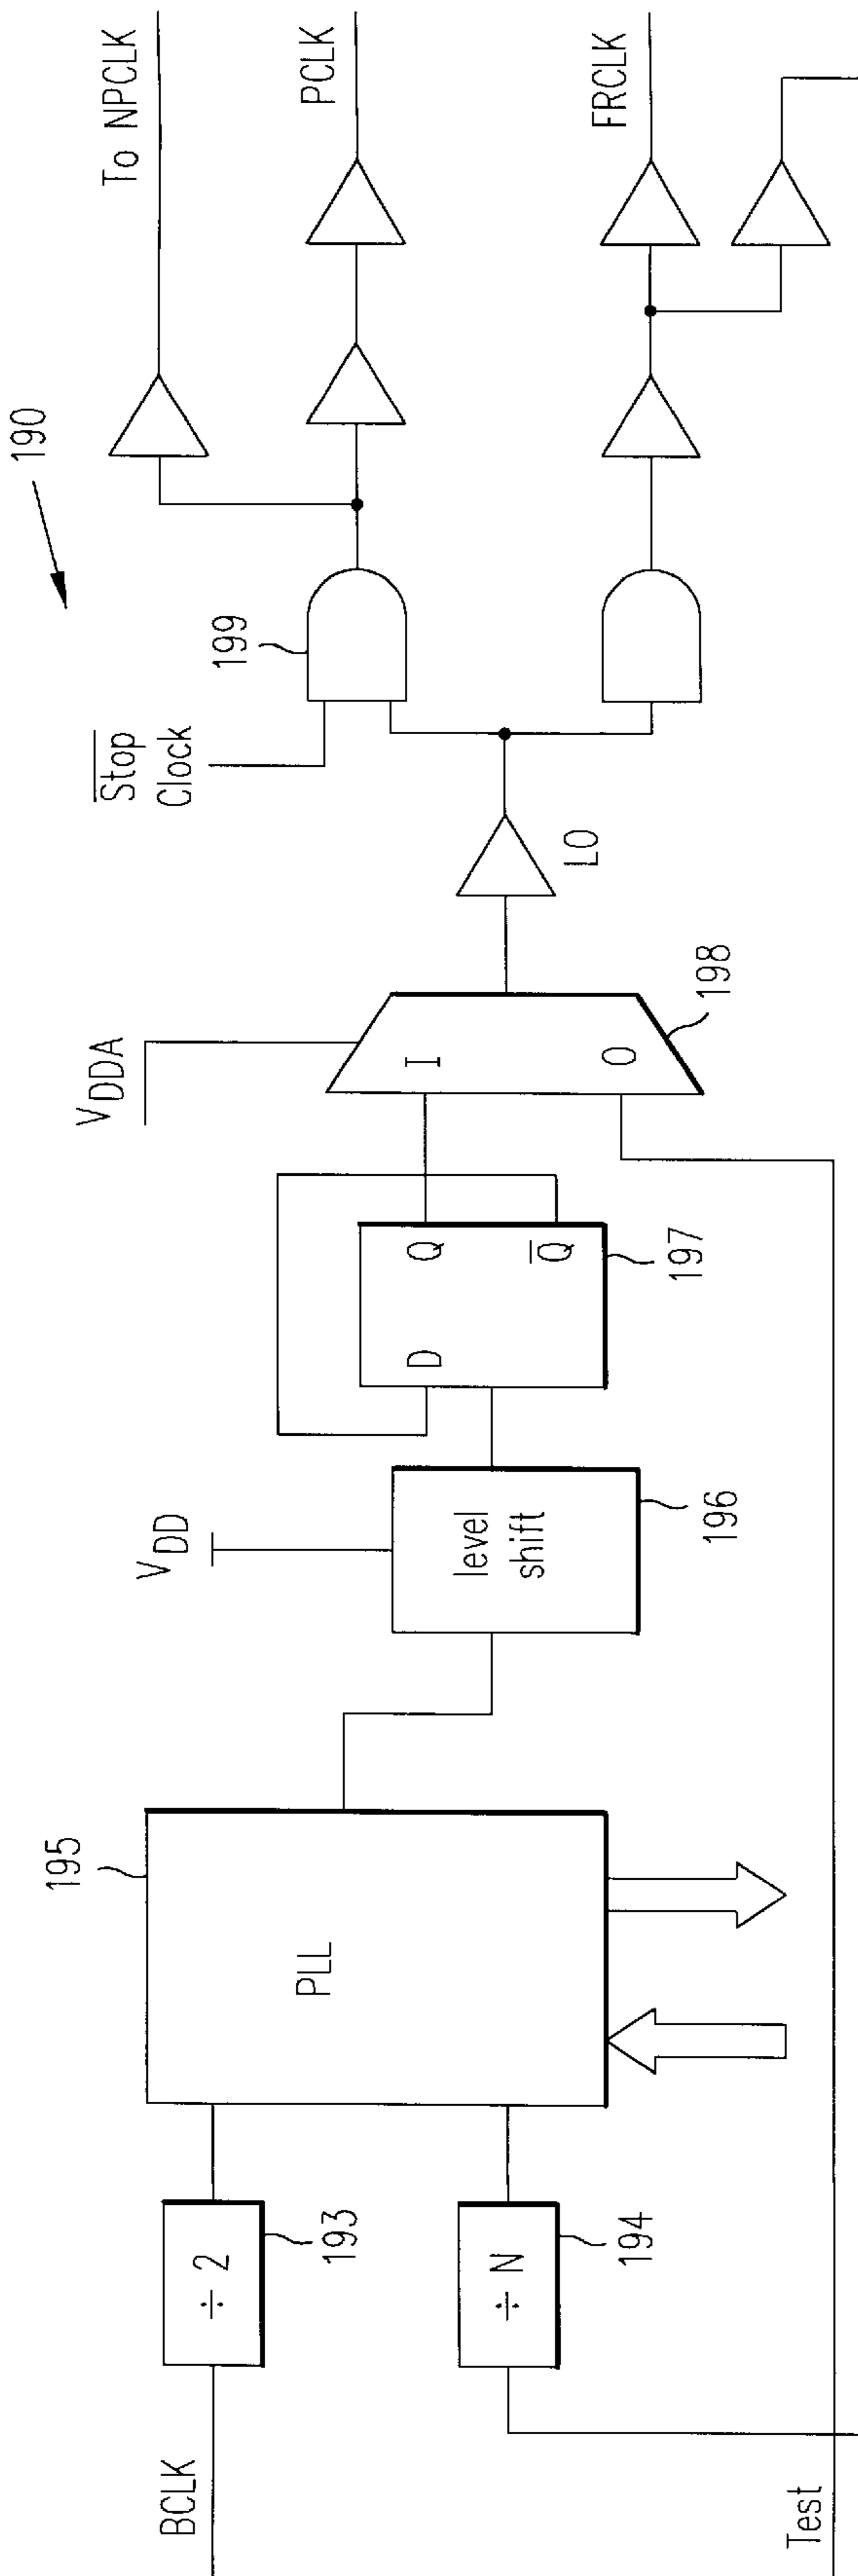 190
To NPCLK
PCLK
FRCLK
199
Stop
Clock
LO
198
VDDA
I
O
Q
Q
D
197
VDD
level
shift
196
195
PLL
÷ 2
193
÷ N
194
BCLK
Test